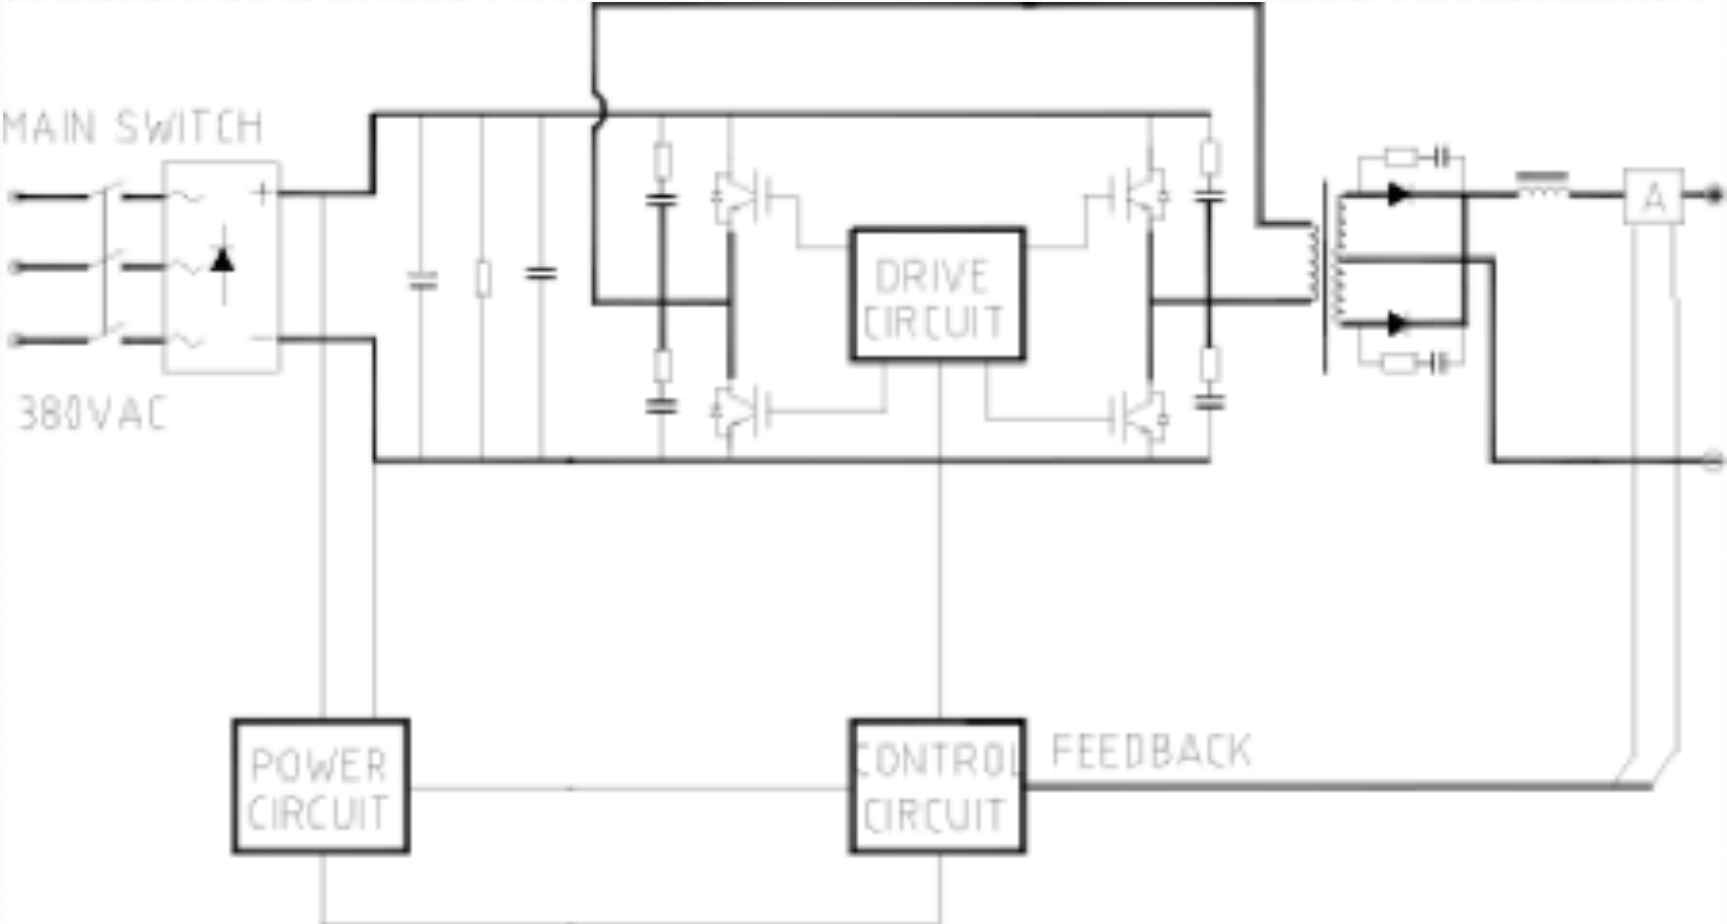 MAIN SWITCH
+
A
−
DRIVE
CIRCUIT
380VAC
POWER
CIRCUIT
CONTROL
CIRCUIT
FEEDBACK